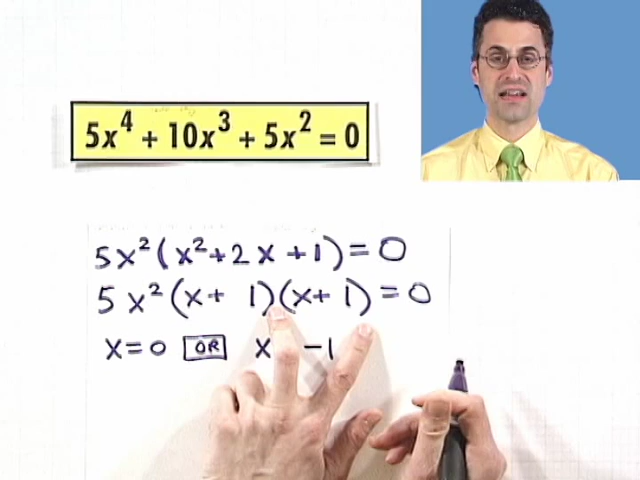 5x⁴ + 10x³ + 5x² = 0
5x²(x²+2x+1)=0
5x²(x+ 1)(x+ 1)=0
x=0 OR x -1